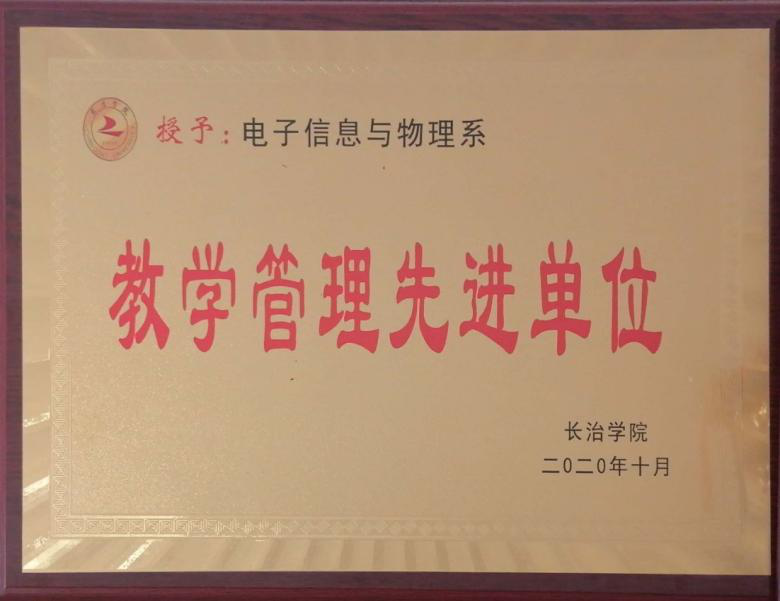 授予：电子信息与物理系
教学管理先进单位
长治学院
二〇二〇年十月